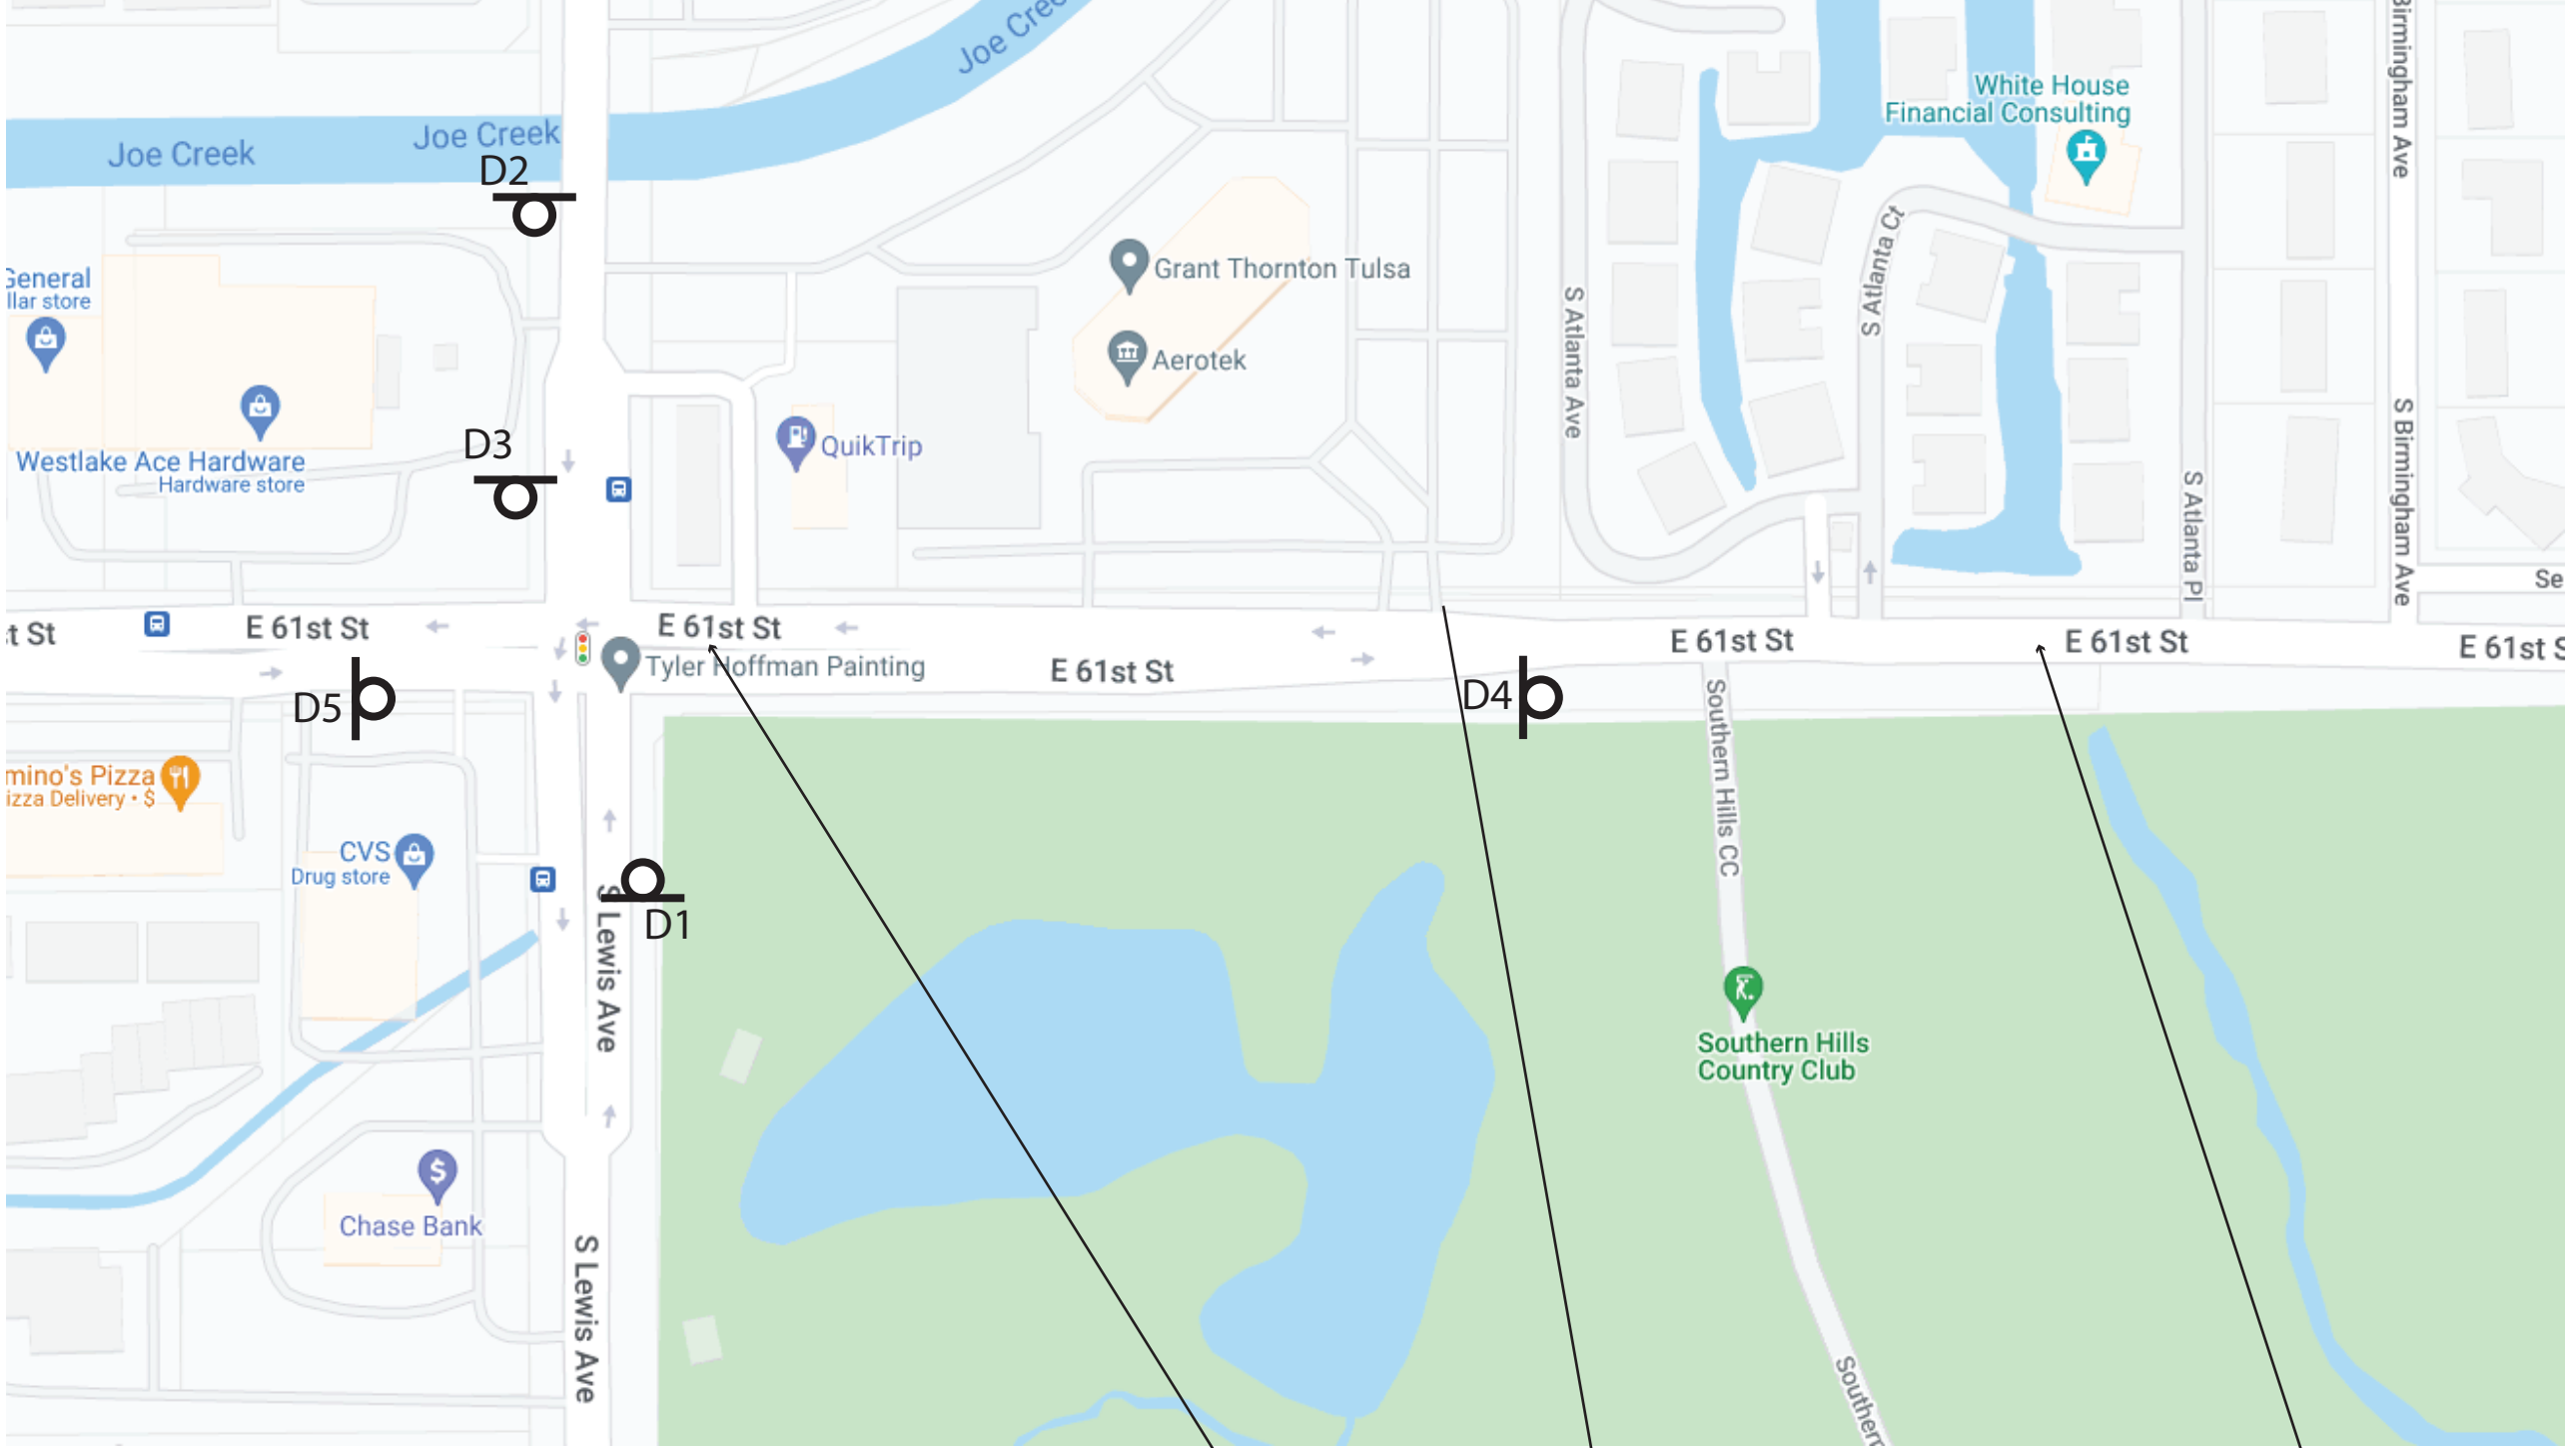 Joe Creek
Joe Creek
Joe Cree
D2
White House
Financial Consulting
Birmingham Ave
General
llar store
Grant Thornton Tulsa
Aerotek
S Atlanta Ave
S Atlanta Ct
D3
Westlake Ace Hardware
Hardware store
QuikTrip
S Atlanta Pl
S Birmingham Ave
Se
t St
E 61st St
E 61st St
Tyler Hoffman Painting
E 61st St
E 61st St
E 61st St
E 61st S
D5
D4
mino's Pizza
izza Delivery • $
CVS
Drug store
D1
S Lewis Ave
Southern Hills CC
Southern Hills
Country Club
Chase Bank
S Lewis Ave
Southern